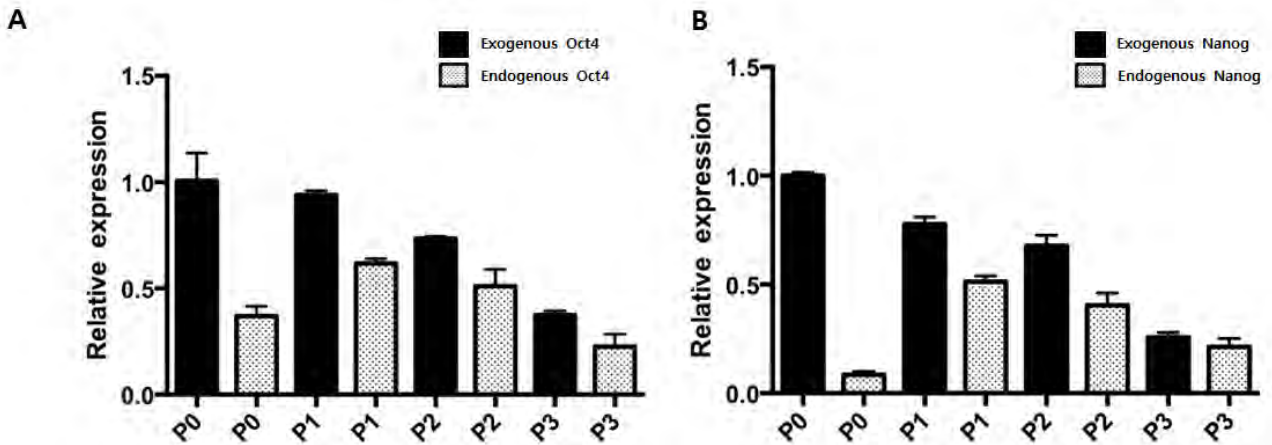 A
Exogenous Oct4
Endogenous Oct4
Relative expression
1.5
1.0
0.5
0.0
P0 P0 P1 P1 P2 P2 P3 P3
B
Exogenous Nanog
Endogenous Nanog
Relative expression
1.5
1.0
0.5
0.0
P0 P0 P1 P1 P2 P2 P3 P3